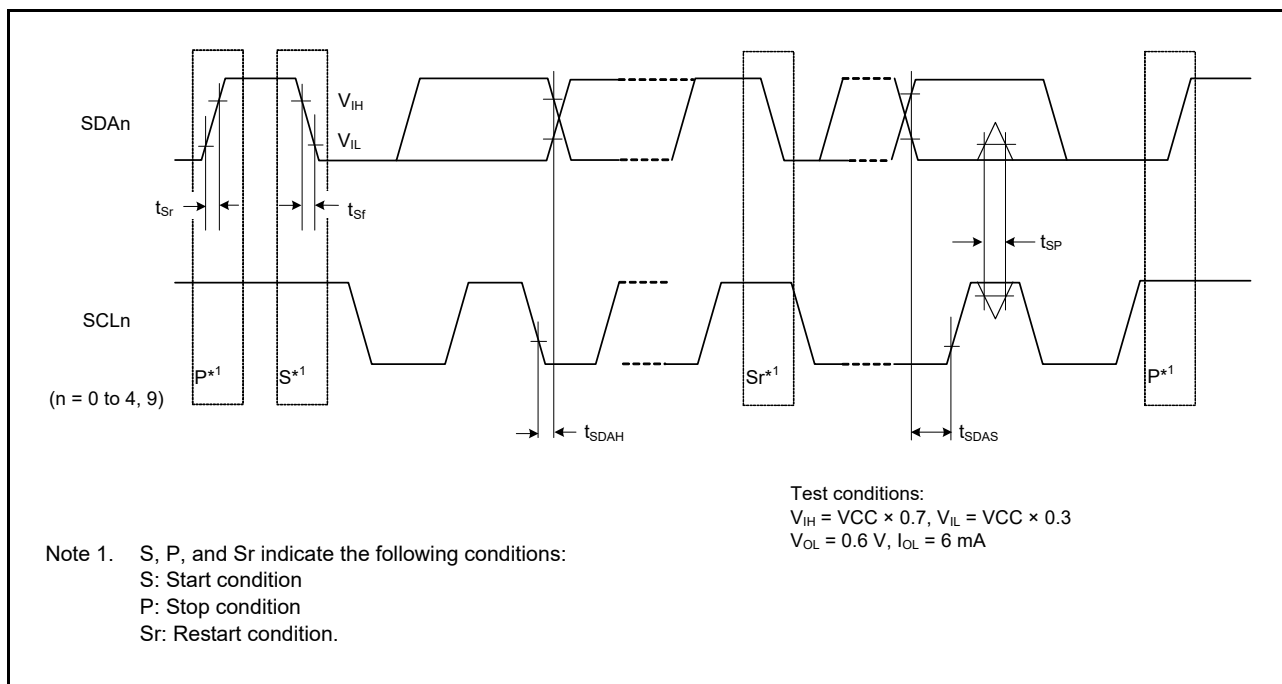 SDAn
V_IH
V_IL
t_Sr
t_Sf
t_SP
SCLn
P*1
S*1
Sr*1
P*1
(n = 0 to 4, 9)
t_SDAH
t_SDAS
Test conditions:
V_IH = VCC × 0.7, V_IL = VCC × 0.3
V_OL = 0.6 V, I_OL = 6 mA
Note 1. S, P, and Sr indicate the following conditions:
S: Start condition
P: Stop condition
Sr: Restart condition.